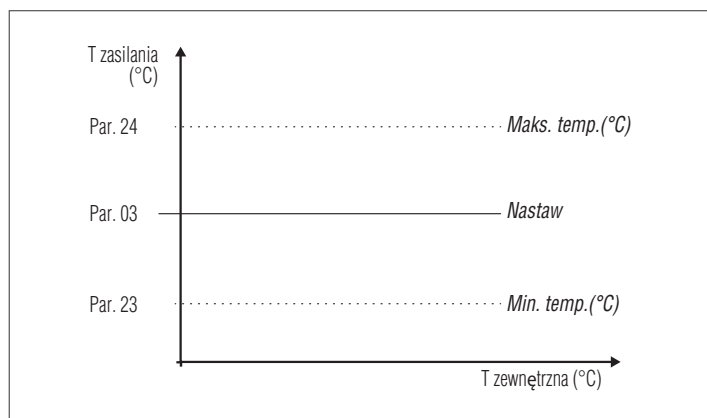 T zasilania
(°C)
Par. 24
Maks. temp.(°C)
Par. 03
Nastaw
Par. 23
Min. temp.(°C)
T zewnętrzna (°C)